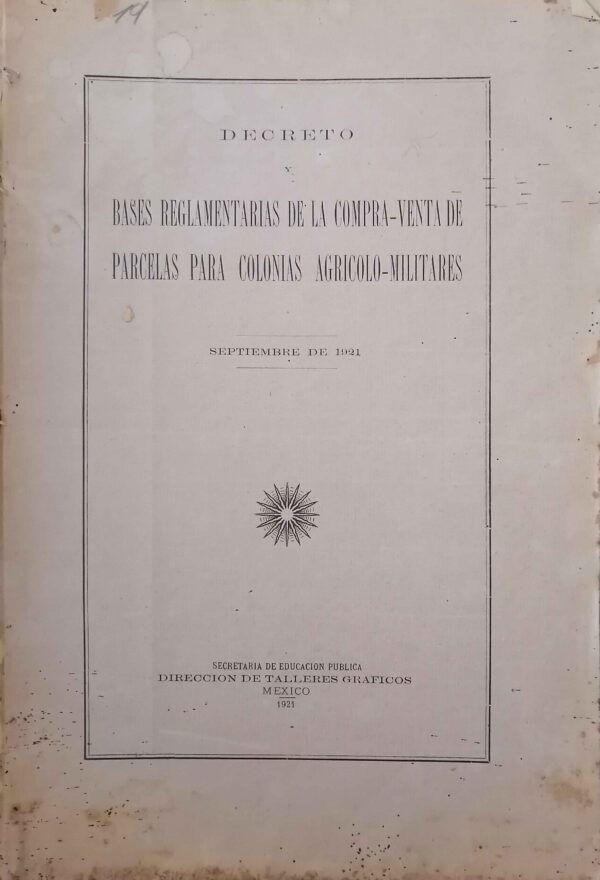 19
DECRETO
Y
BASES REGLAMENTARIAS DE LA COMPRA-VENTA DE
PARCELAS PARA COLONIAS AGRICOLO-MILITARES
SEPTIEMBRE DE 1921
SECRETARIA DE EDUCACION PUBLICA
DIRECCION DE TALLERES GRAFICOS
MEXICO
1921